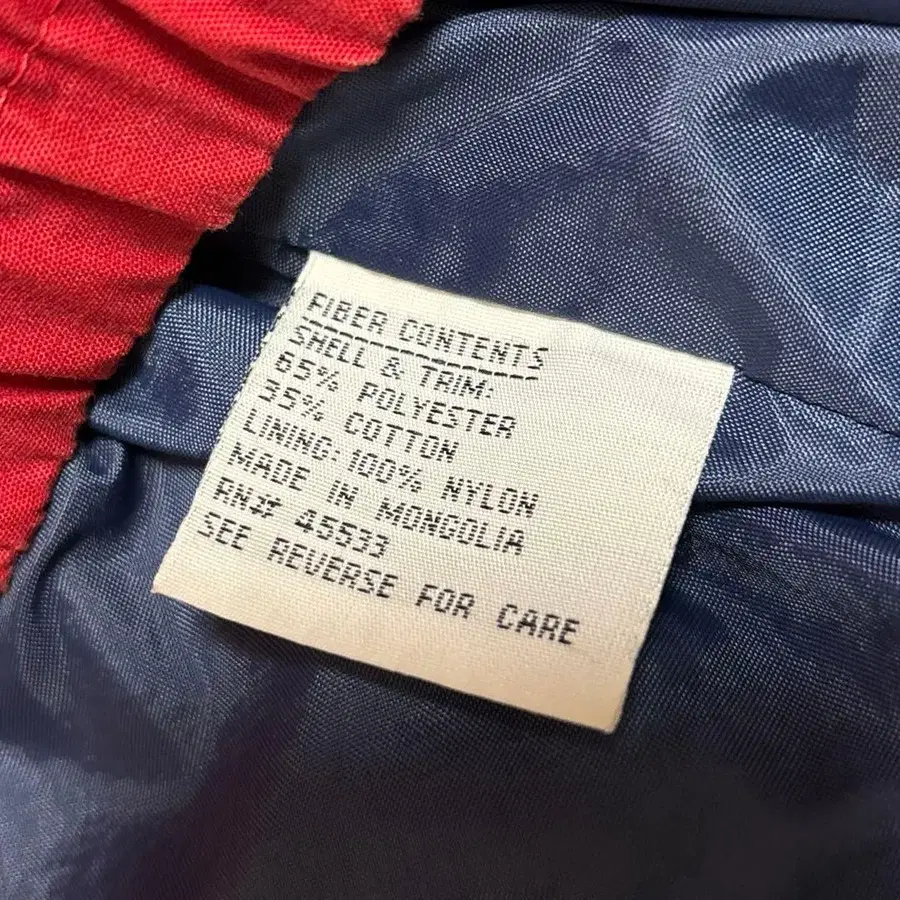 FIBER CONTENTS
SHELL & TRIM:
65% POLYESTER
35% COTTON
LINING: 100% NYLON
MADE IN MONGOLIA
RN# 45533
SEE REVERSE FOR CARE